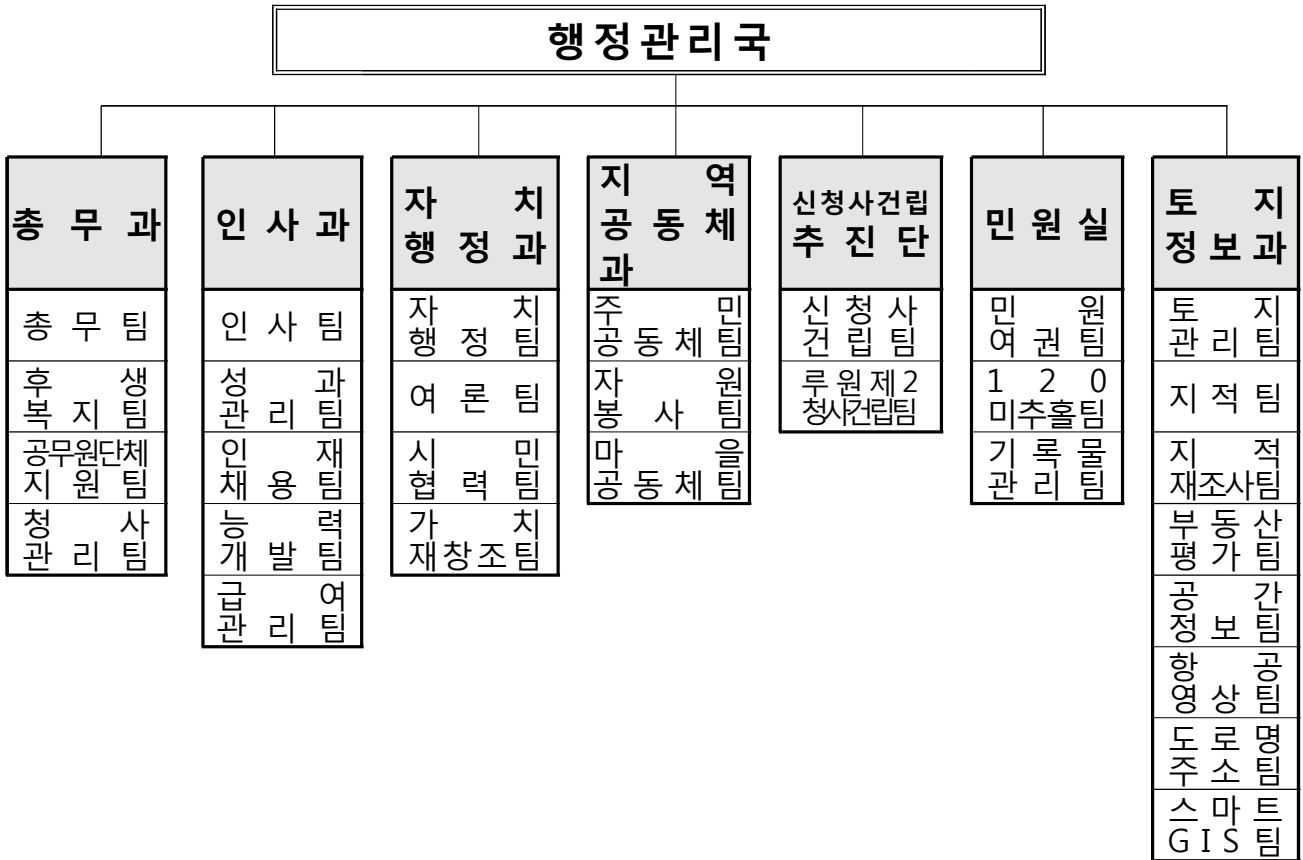 행정관리국
총 무 과
총 무 팀
후 생
복 지 팀
공무원단체
지 원 팀
청 사
관 리 팀
인 사 과
인 사 팀
성 과
관 리 팀
인 재
채 용 팀
능 력
개 발 팀
급 여
관 리 팀
자 치
행 정 과
자 치
행 정 팀
여 론 팀
시 민
협 력 팀
가 치
재창조팀
지 역
공 동 체
과
주 민
공 동 체 팀
자 원
봉 사 팀
마 을
공 동 체 팀
신청사건립
추 진 단
신 청 사
건 립 팀
루 원 제 2
청사건립팀
민 원 실
민 원
여 권 팀
1 2 0
미추홀팀
기 록 물
관 리 팀
토 지
정 보 과
토 지
관 리 팀
지 적 팀
지 적
재조사팀
부 동 산
평 가 팀
공 간
정 보 팀
항 공
영 상 팀
도 로 명
주 소 팀
스 마 트
G I S 팀